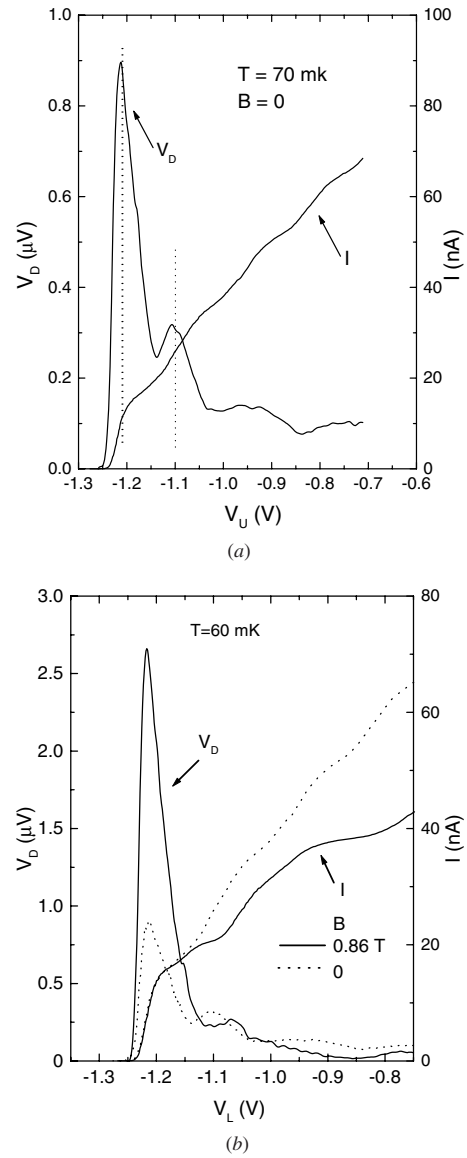 1.0
0.8
0.6
0.4
0.2
0.0
V_D (μV)
T = 70 mk
B = 0
V_D
I
100
80
60
40
20
0
I (nA)
-1.3 -1.2 -1.1 -1.0 -0.9 -0.8 -0.7 -0.6
V_U (V)
(a)
3.0
2.5
2.0
1.5
1.0
0.5
0
V_D (μV)
T=60 mK
V_D
I
B
0.86 T
0
80
60
40
20
0
I (nA)
-1.3 -1.2 -1.1 -1.0 -0.9 -0.8
V_L (V)
(b)